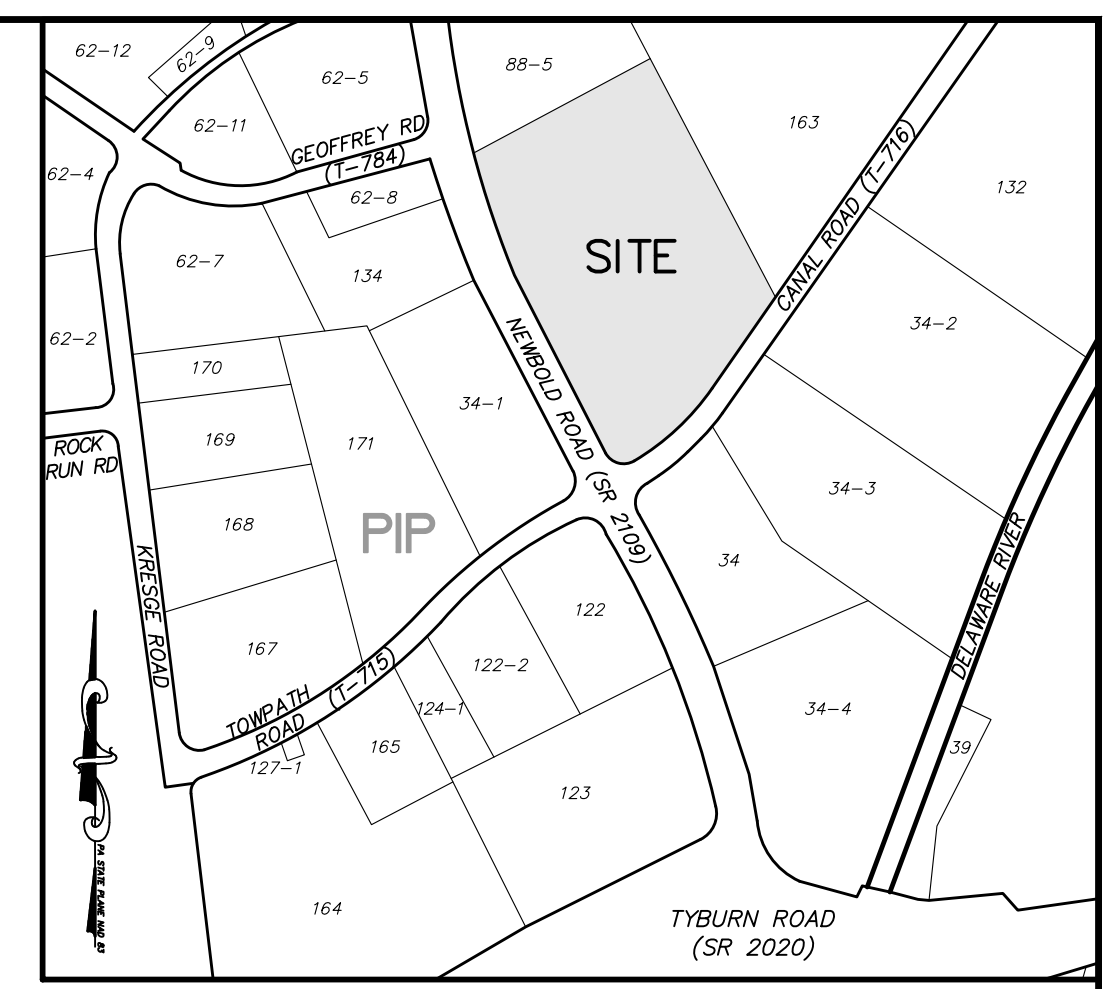 62-12
62-9
62-5
88-5
62-11
163
GEOFFREY RD
(T-784)
62-4
62-8
132
CANAL ROAD (T-716)
62-7
134
SITE
34-2
62-2
NEWBOLD ROAD (SR 2109)
170
34-1
169
171
ROCK
RUN RD
34-3
168
PIP
34
DELAWARE RIVER
KRESGE ROAD
122
167
122-2
TOWPATH
ROAD
(T-715)
124-1
34-4
165
127-1
39
123
PA STATE PLANE NAD 83
164
TYBURN ROAD
(SR 2020)